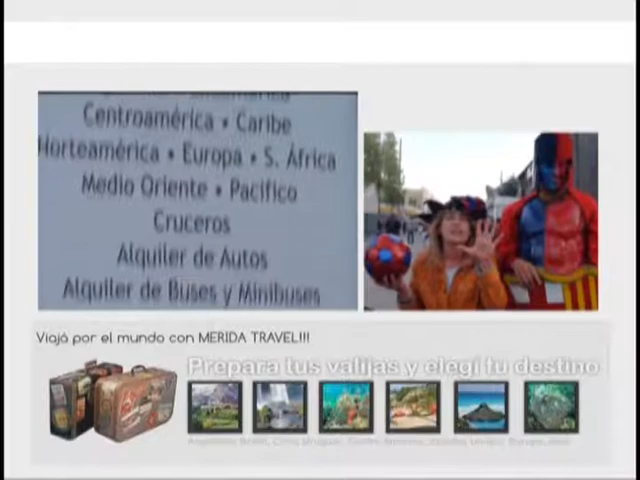 Centroamérica • Caribe
Norteamérica • Europa • S. África
Medio Oriente • Pacífico
Cruceros
Alquiler de Autos
Alquiler de Buses y Minibuses
Viajá por el mundo con MERIDA TRAVEL!!!
Prepara tus valijas y elegí tu destino